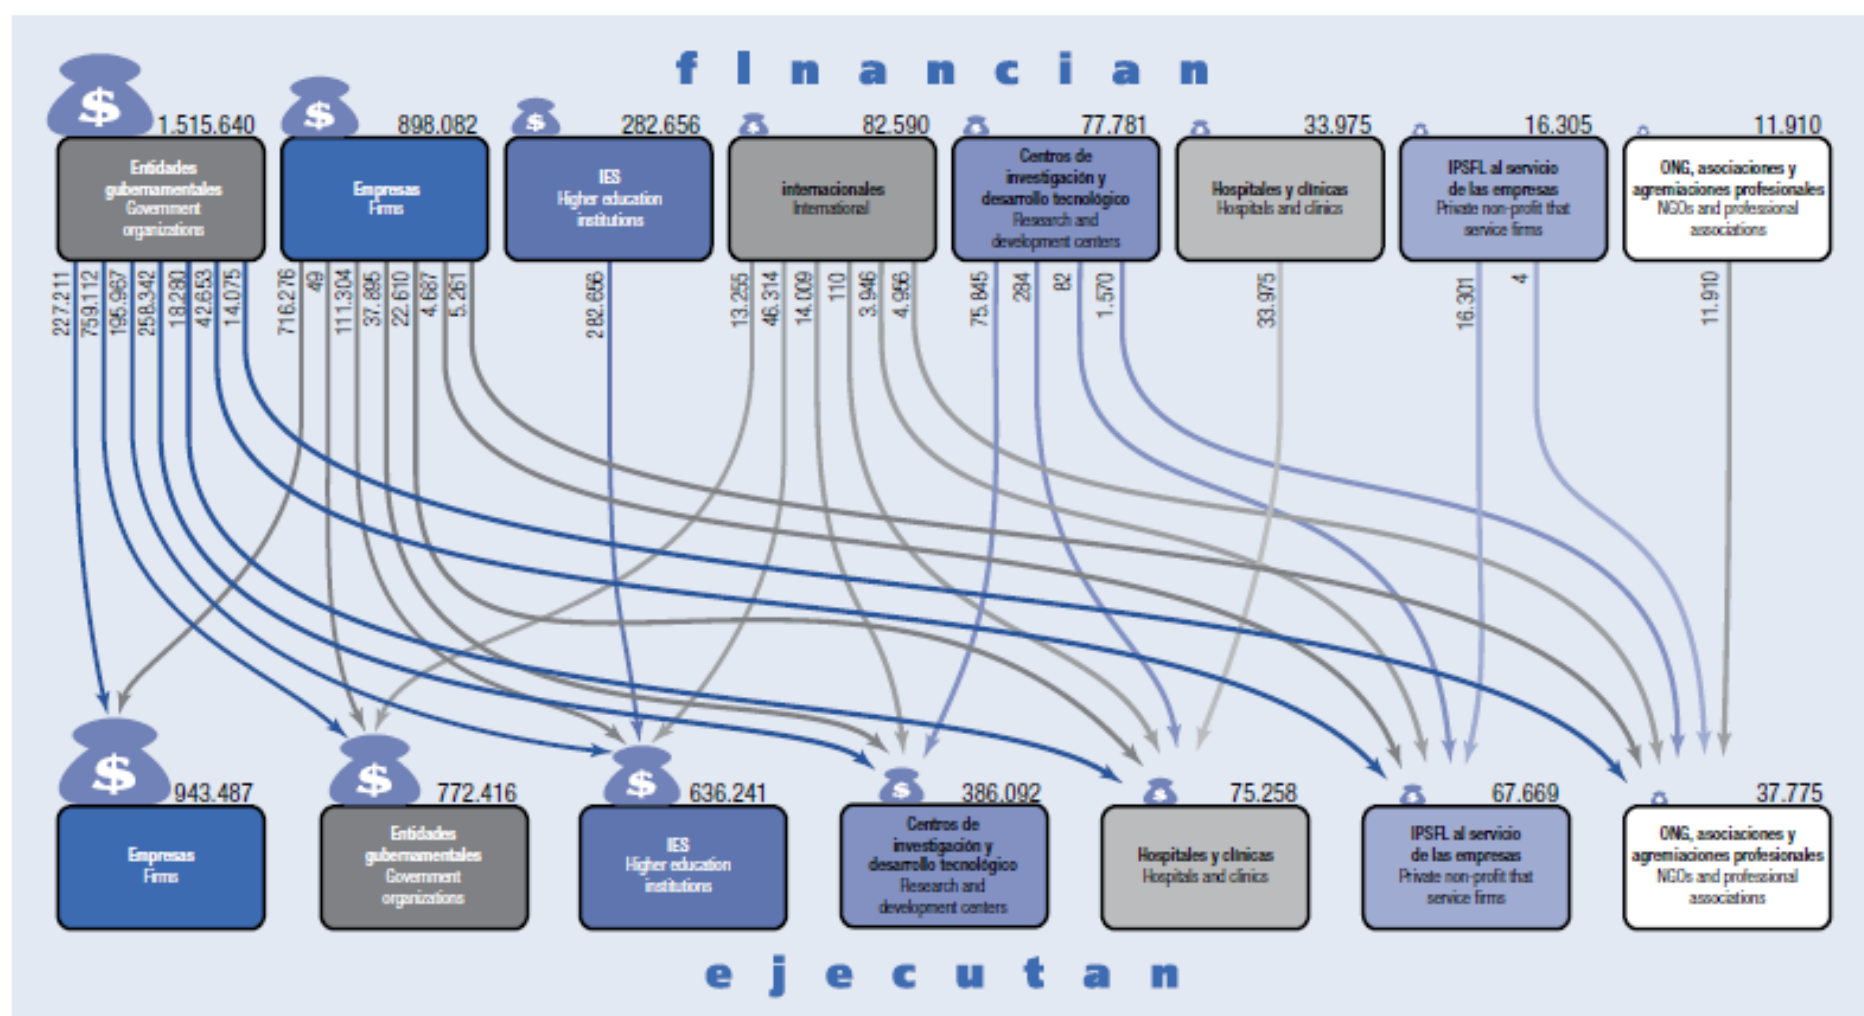 fInancian
$ 1.515.640
$ 898.082
$ 282.656
$ 82.590
77.781
33.975
16.305
11.910
Entidades
gubernamentales
Government
organizations
Empresas
Firms
IES
Higher education
institutions
internacionales
International
Centros de
investigación y
desarrollo tecnológico
Research and
development centers
Hospitales y clínicas
Hospitals and clinics
IPSFL al servicio
de las empresas
Private non-profit that
service firms
ONG, asociaciones y
agremiaciones profesionales
NGOs and professional
associations
227.211
759.112
195.967
258.342
18.280
42.653
14.075
716.276
49
111.304
37.895
22.610
4.687
5.261
282.656
13.255
46.314
14.009
110
3.946
4.956
75.845
284
82
1.570
33.975
16.301
4
11.910
$ 943.487
$ 772.416
$ 636.241
$ 386.092
$ 75.258
67.669
37.775
Empresas
Firms
Entidades
gubernamentales
Government
organizations
IES
Higher education
institutions
Centros de
investigación y
desarrollo tecnológico
Research and
development centers
Hospitales y clínicas
Hospitals and clinics
IPSFL al servicio
de las empresas
Private non-profit that
service firms
ONG, asociaciones y
agremiaciones profesionales
NGOs and professional
associations
ejecutan